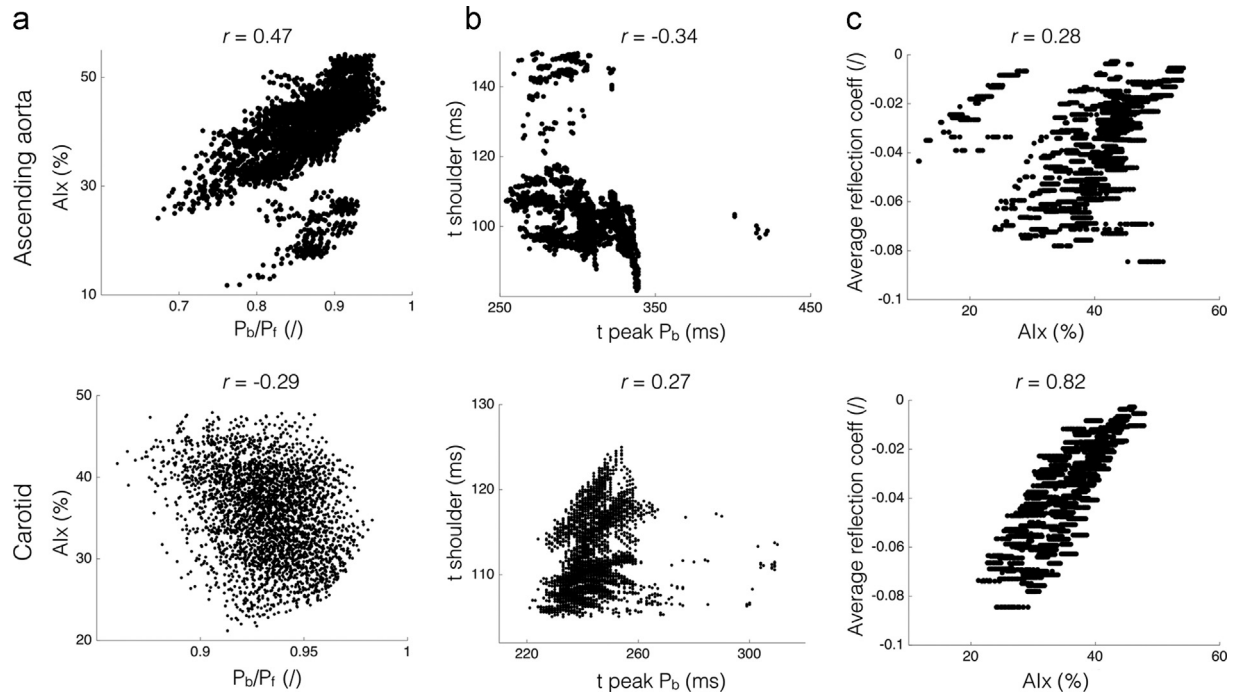 a
b
c
r = 0.47
r = -0.34
r = 0.28
Ascending aorta
AIx (%)
50
30
10
0.7
0.8
0.9
1
Pb/Pf (/)
t shoulder (ms)
140
120
100
250
350
450
t peak Pb (ms)
Average reflection coeff (/)
0
-0.02
-0.04
-0.06
-0.08
-0.1
20
40
60
AIx (%)
r = -0.29
r = 0.27
r = 0.82
Carotid
AIx (%)
50
40
30
20
0.9
0.95
1
Pb/Pf (/)
t shoulder (ms)
130
120
110
220
260
300
t peak Pb (ms)
Average reflection coeff (/)
0
-0.02
-0.04
-0.06
-0.08
-0.1
20
40
60
AIx (%)